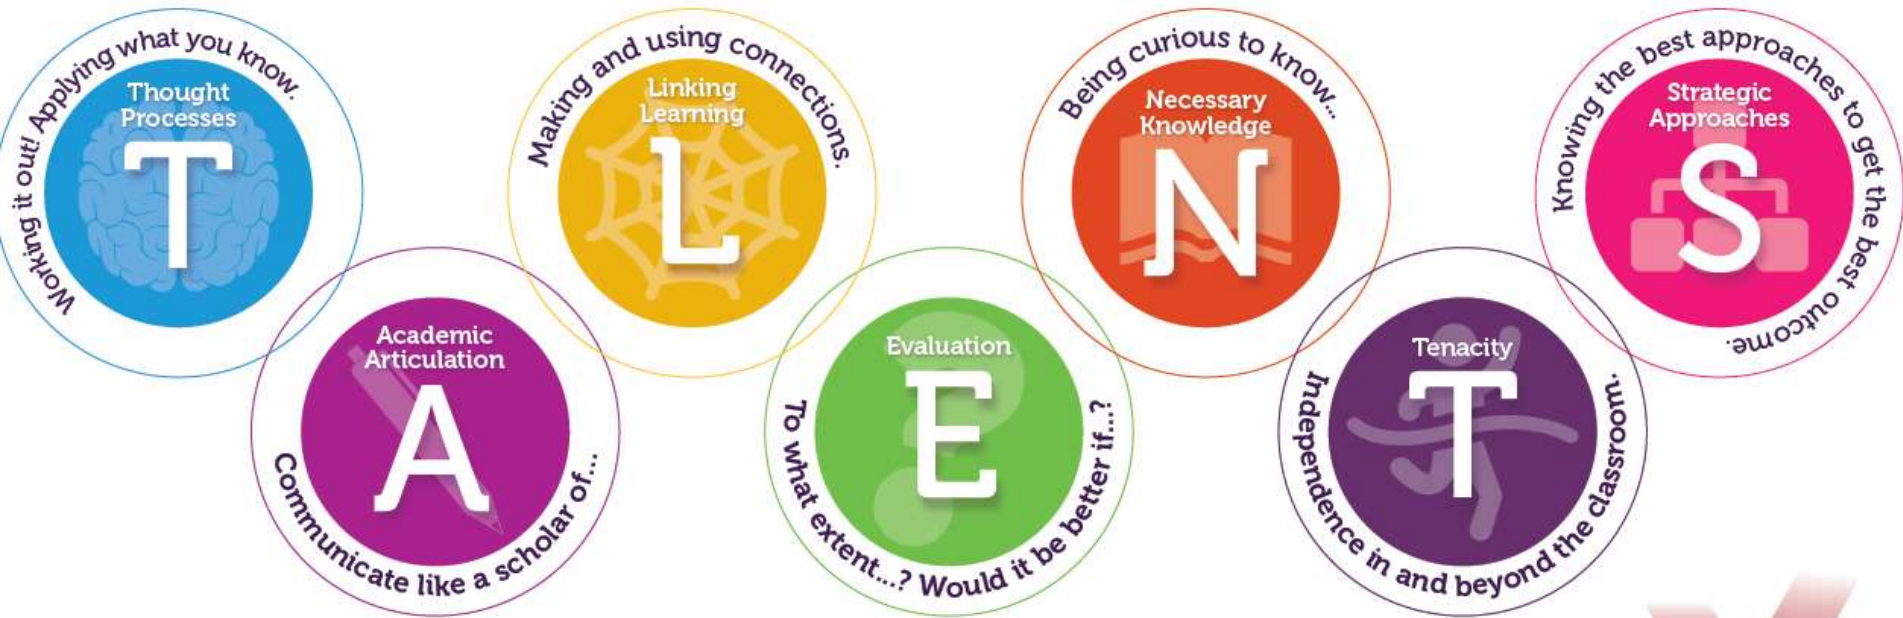 Working it out! Applying what you know.
Thought
Processes
T
Academic
Articulation
A
Communicate like a scholar of...
Making and using connections.
Linking
Learning
L
Evaluation
E
To what extent...? Would it be better if...?
Being curious to know...
Necessary
Knowledge
N
Tenacity
T
Independence in and beyond the classroom.
Knowing the best approaches to get the best outcome.
Strategic
Approaches
S